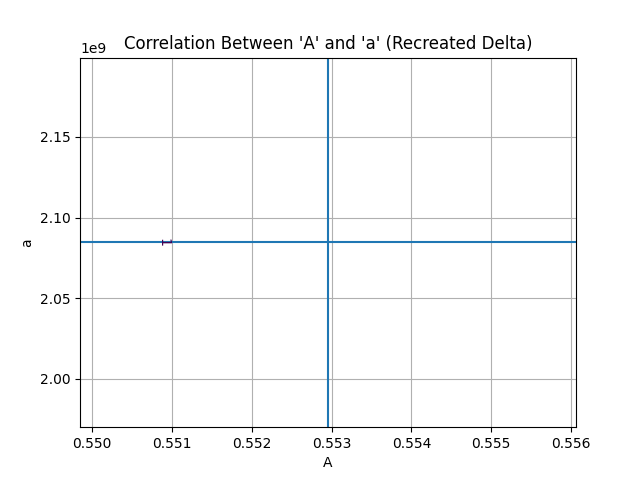 Correlation Between 'A' and 'a' (Recreated Delta)
1e9
2.15
2.10
2.05
2.00
a
0.550 0.551 0.552 0.553 0.554 0.555 0.556
A